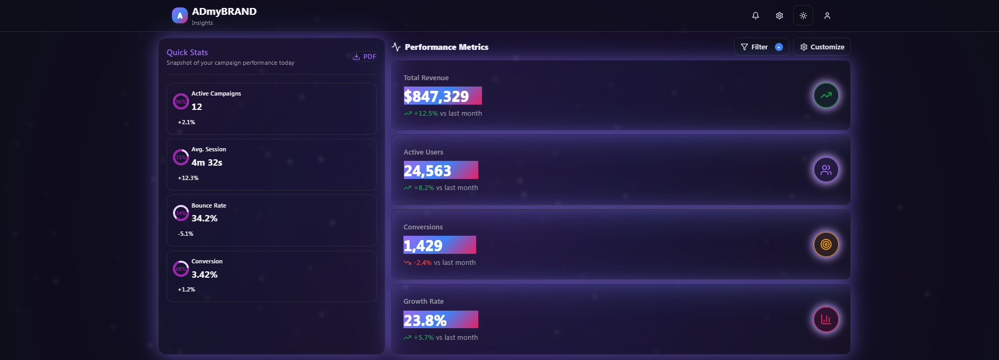 A
ADmyBRAND
Insights
Quick Stats
Snapshot of your campaign performance today
PDF
96%
Active Campaigns
12
+2.1%
75%
Avg. Session
4m 32s
+12.3%
34%
Bounce Rate
34.2%
-5.1%
68%
Conversion
3.42%
+1.2%
Performance Metrics
Filter
Customize
Total Revenue
$847,329
+12.5% vs last month
Active Users
24,563
+8.2% vs last month
Conversions
1,429
-2.4% vs last month
Growth Rate
23.8%
+5.7% vs last month